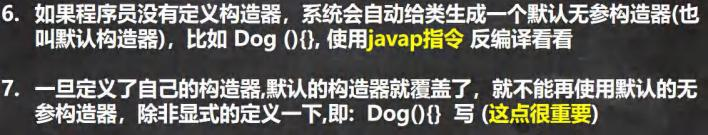 6. 如果程序员没有定义构造器，系统会自动给类生成一个默认无参构造器(也
叫默认构造器)，比如 Dog (){}, 使用javap指令 反编译看看
7. 一旦定义了自己的构造器,默认的构造器就覆盖了，就不能再使用默认的无
参构造器，除非显式的定义一下,即: Dog(){} 写 (这点很重要)